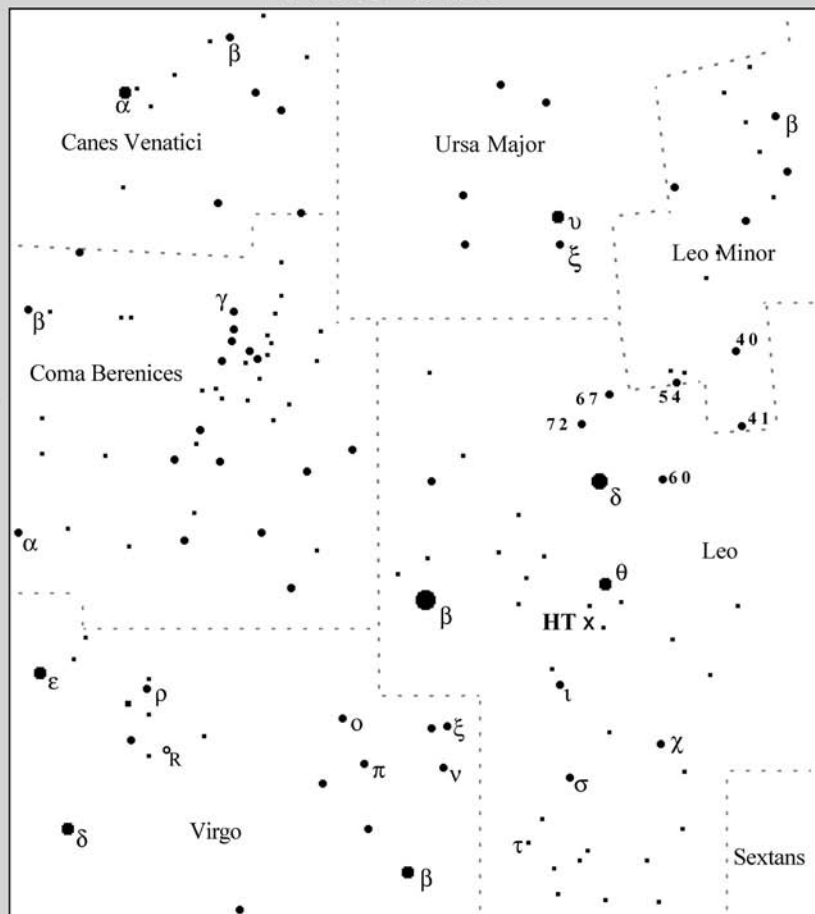 β
α
Canes Venatici
Ursa Major
β
υ
ξ
Leo Minor
γ
β
40
Coma Berenices
67
54
72
41
δ
60
α
Leo
θ
β
HT x
ε
ρ
ι
ο
ξ
χ
R
π
ν
σ
δ
Virgo
τ
Sextans
β